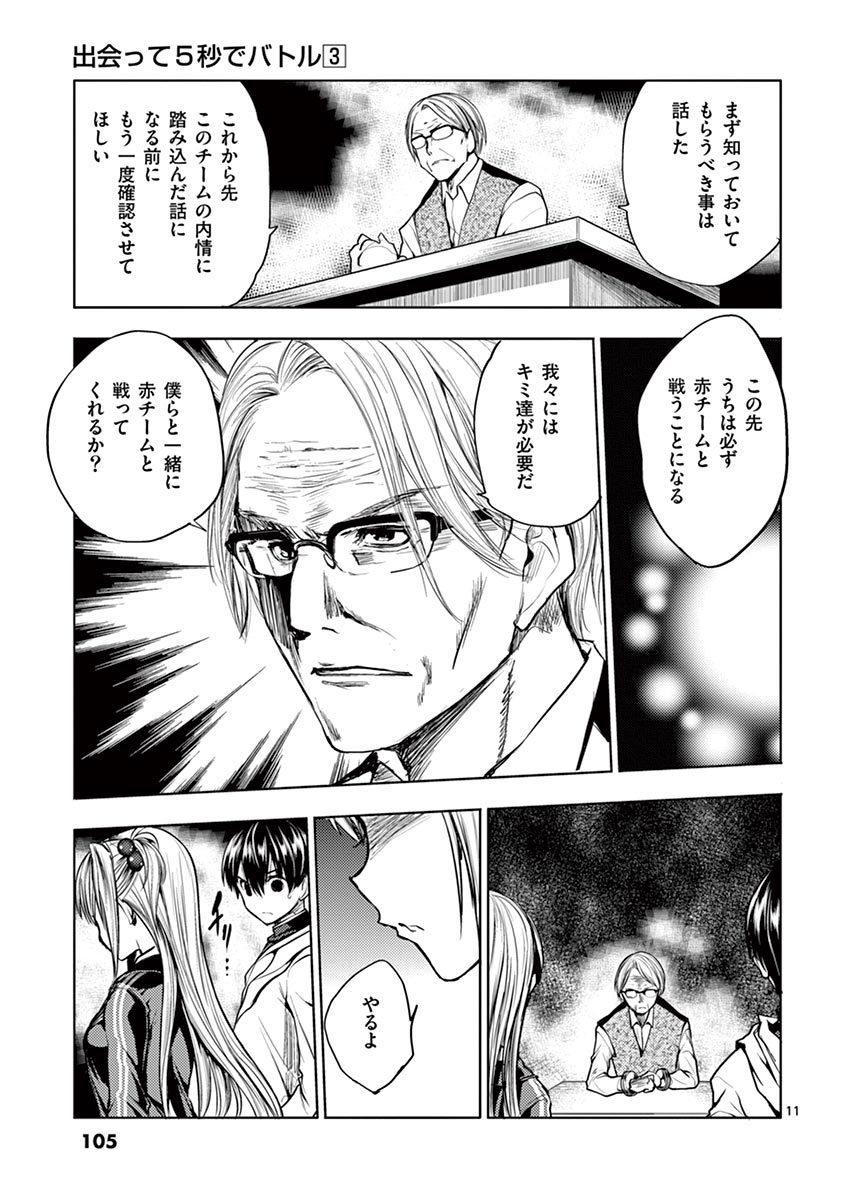 出会って5秒でバトル3
まず知っておいて
もらうべき事は
話した
これから先
このチームの内情に
踏み込んだ話に
なる前に
もう一度確認させて
ほしい
この先
うちは必ず
赤チームと
戦うことになる
我々には
キミ達が必要だ
僕らと一緒に
赤チームと
戦って
くれるか?
やるよ
チッ…
11
105